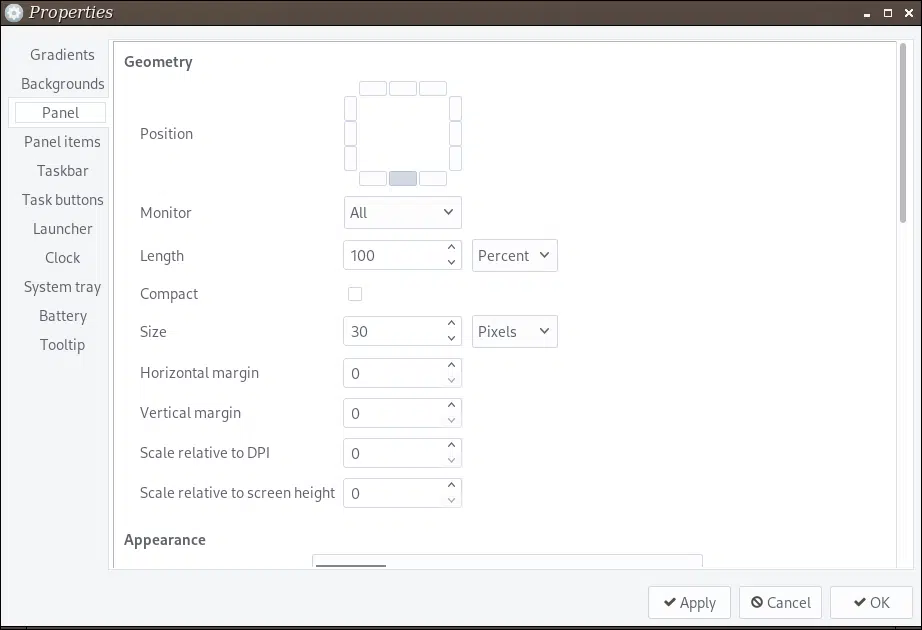 Properties
Gradients
Backgrounds
Panel
Panel items
Taskbar
Task buttons
Launcher
Clock
System tray
Battery
Tooltip
Geometry
Position
Monitor All
Length 100 Percent
Compact
Size 30 Pixels
Horizontal margin 0
Vertical margin 0
Scale relative to DPI 0
Scale relative to screen height 0
Appearance
Apply Cancel OK